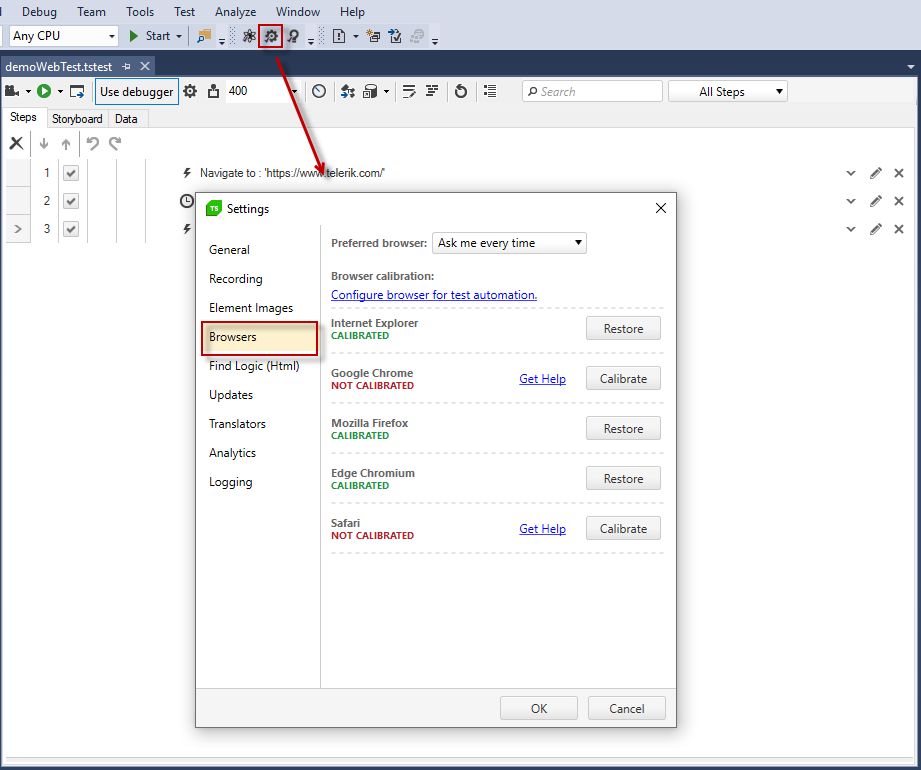 Debug Team Tools Test Analyze Window Help
Any CPU Start
demoWebTest.tstest
Use debugger 400 Search All Steps
Steps Storyboard Data
1 Navigate to : 'https://www.telerik.com/'
2
3
TS Settings
General
Recording
Element Images
Browsers
Find Logic (Html)
Updates
Translators
Analytics
Logging
Preferred browser: Ask me every time
Browser calibration:
Configure browser for test automation.
Internet Explorer
CALIBRATED
Restore
Google Chrome
NOT CALIBRATED
Get Help Calibrate
Mozilla Firefox
CALIBRATED
Restore
Edge Chromium
CALIBRATED
Restore
Safari
NOT CALIBRATED
Get Help Calibrate
OK Cancel